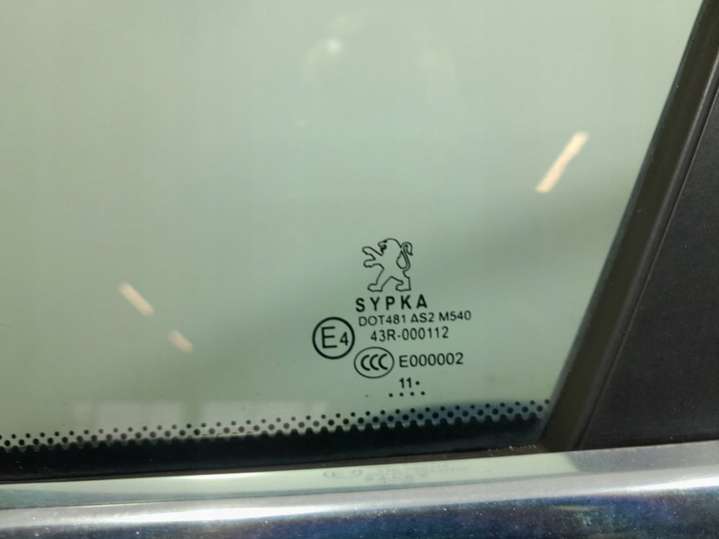 SYPKA
DOT481 AS2 M540
E4 43R-000112
CCC E000002
11